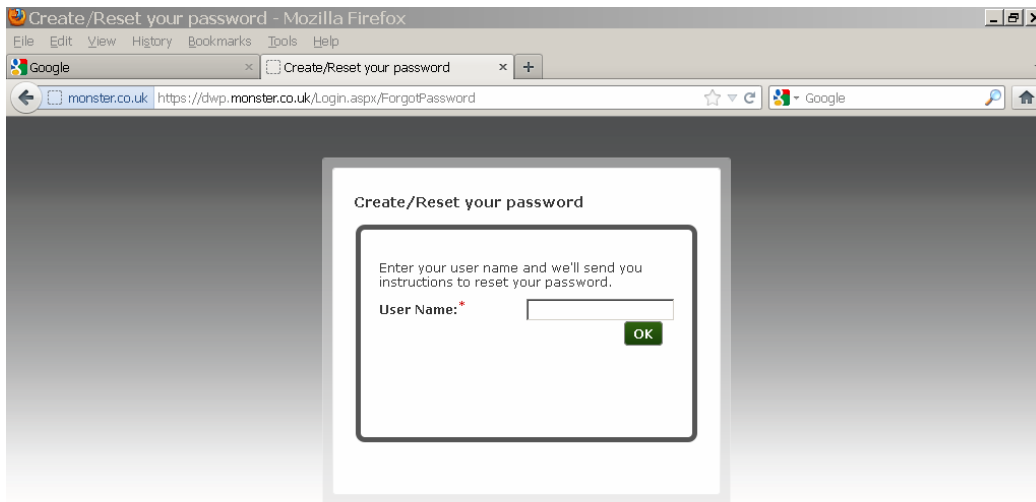 Create/Reset your password - Mozilla Firefox
File Edit View History Bookmarks Tools Help
Google
Create/Reset your password
monster.co.uk https://dwp.monster.co.uk/Login.aspx/ForgotPassword
Google
Create/Reset your password
Enter your user name and we'll send you
instructions to reset your password.
User Name:*
OK